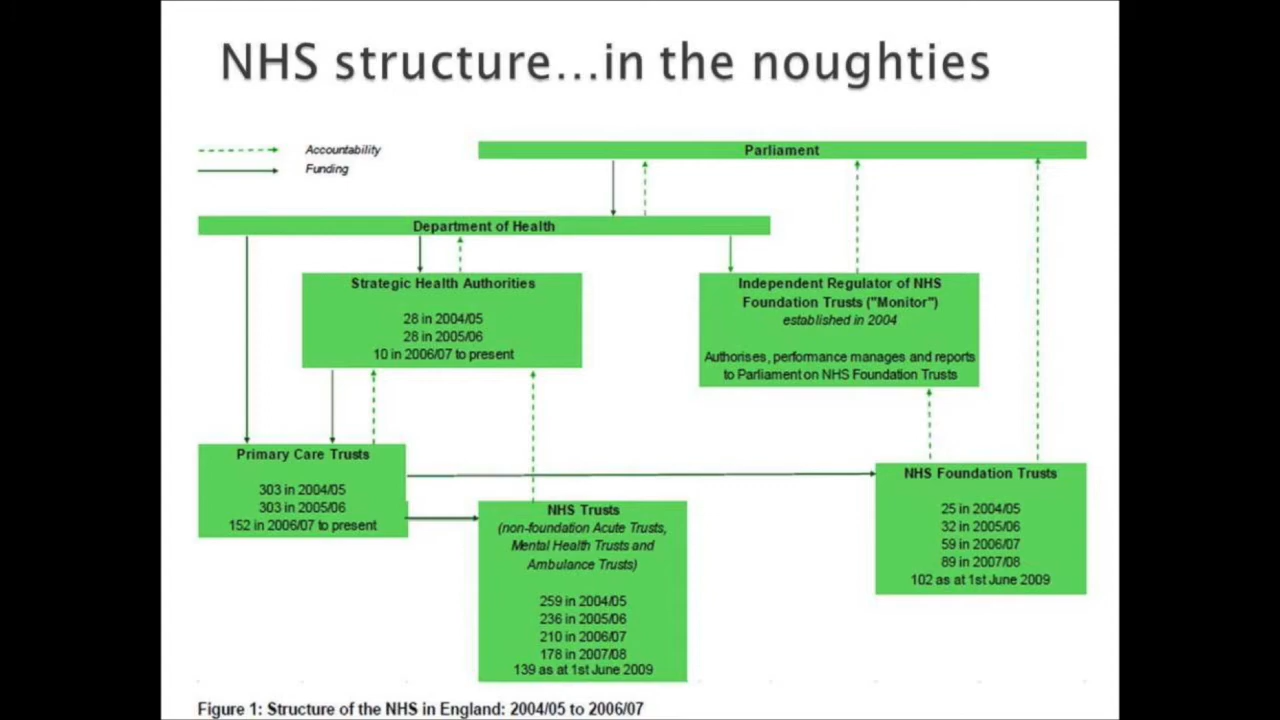 NHS structure...in the noughties
Accountability
Funding
Parliament
Department of Health
Strategic Health Authorities
28 in 2004/05
28 in 2005/06
10 in 2006/07 to present
Independent Regulator of NHS
Foundation Trusts ("Monitor")
established in 2004
Authorises, performance manages and reports
to Parliament on NHS Foundation Trusts
Primary Care Trusts
303 in 2004/05
303 in 2005/06
152 in 2006/07 to present
NHS Trusts
(non-foundation Acute Trusts,
Mental Health Trusts and
Ambulance Trusts)
259 in 2004/05
236 in 2005/06
210 in 2006/07
178 in 2007/08
139 as at 1st June 2009
NHS Foundation Trusts
25 in 2004/05
32 in 2005/06
59 in 2006/07
89 in 2007/08
102 as at 1st June 2009
Figure 1: Structure of the NHS in England: 2004/05 to 2006/07